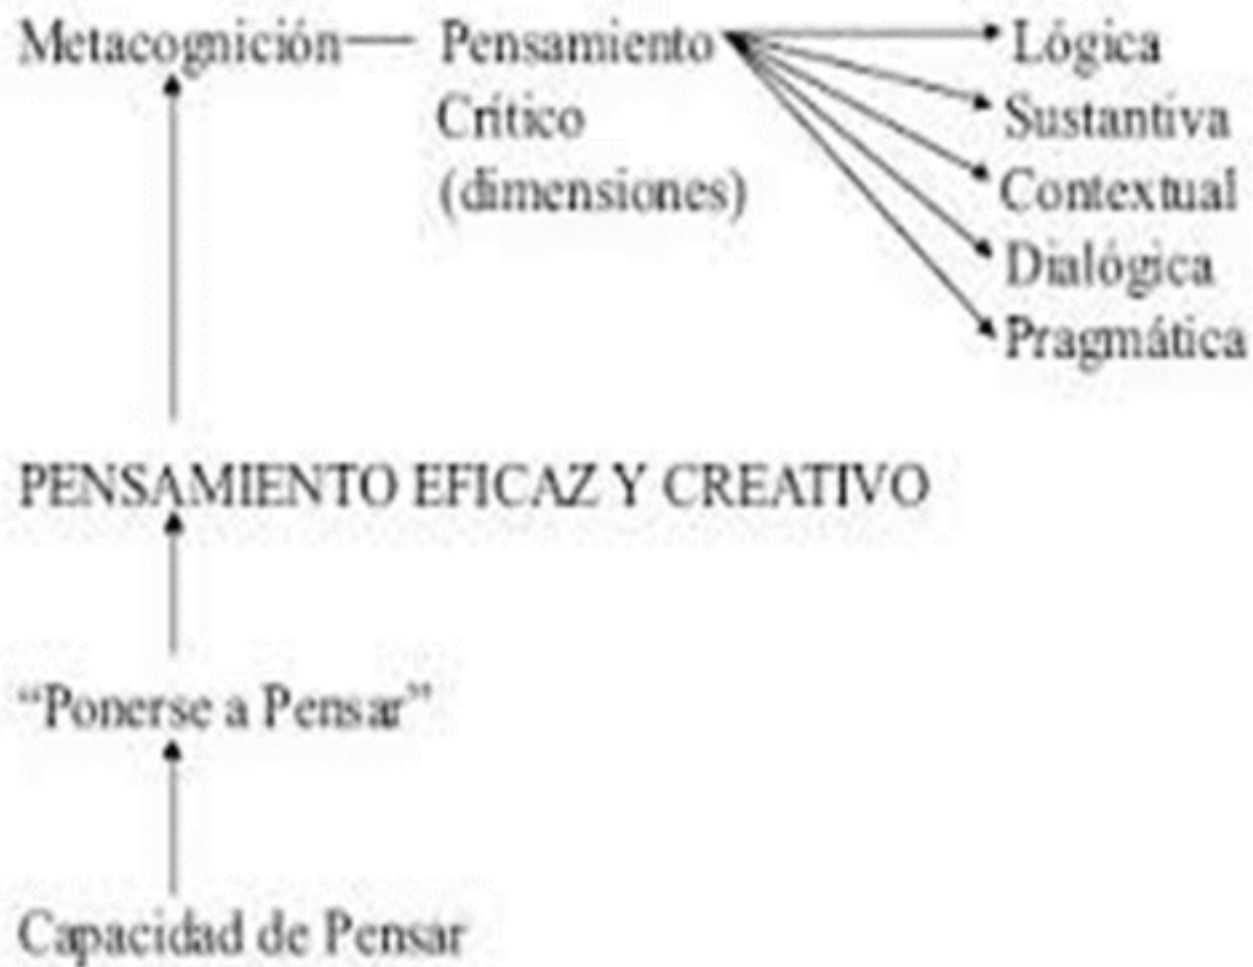 Metacognición — Pensamiento
Crítico
(dimensiones)
Lógica
Sustantiva
Contextual
Dialógica
Pragmática
PENSAMIENTO EFICAZ Y CREATIVO
“Ponerse a Pensar”
Capacidad de Pensar